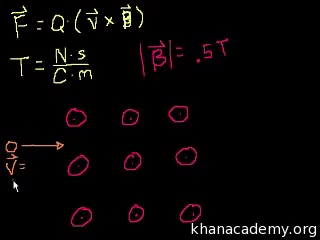 F⃗ = Q · (v⃗ × B⃗)
T = N·s / C·m
|B⃗| = .5T
v⃗ =
khanacademy.org